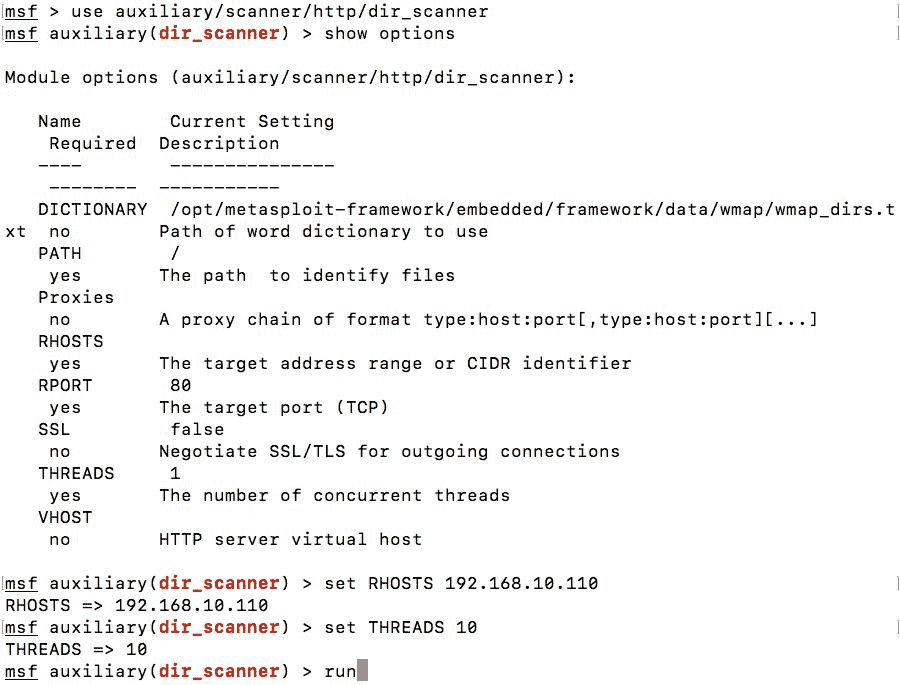 msf > use auxiliary/scanner/http/dir_scanner
msf auxiliary(dir_scanner) > show options
Module options (auxiliary/scanner/http/dir_scanner):
Name Current Setting
Required Description
---- ---------------
-------- -----------
DICTIONARY /opt/metasploit-framework/embedded/framework/data/wmap/wmap_dirs.t
xt no Path of word dictionary to use
PATH /
yes The path  to identify files
Proxies
no A proxy chain of format type:host:port[,type:host:port][...]
RHOSTS
yes The target address range or CIDR identifier
RPORT 80
yes The target port (TCP)
SSL false
no Negotiate SSL/TLS for outgoing connections
THREADS 1
yes The number of concurrent threads
VHOST
no HTTP server virtual host
msf auxiliary(dir_scanner) > set RHOSTS 192.168.10.110
RHOSTS => 192.168.10.110
msf auxiliary(dir_scanner) > set THREADS 10
THREADS => 10
msf auxiliary(dir_scanner) > run